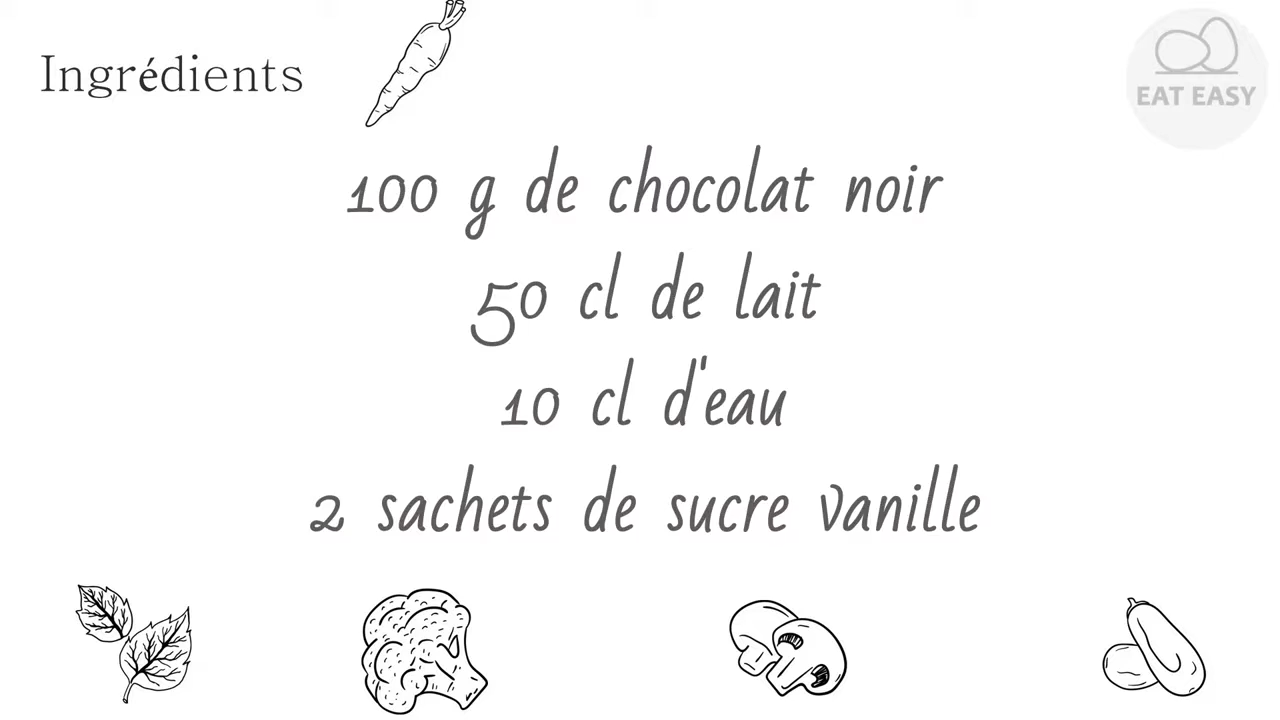 Ingrédients
EAT EASY
100 g de chocolat noir
50 cl de lait
10 cl d'eau
2 sachets de sucre vanille